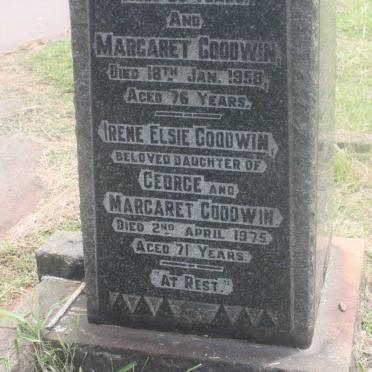 AND
MARGARET GOODWIN,
DIED 18TH JAN. 1958,
AGED 76 YEARS.
IRENE ELSIE GOODWIN,
BELOVED DAUGHTER OF
GEORGE AND
MARGARET GOODWIN
DIED 2ND APRIL 1975
AGED 71 YEARS.
"AT REST."